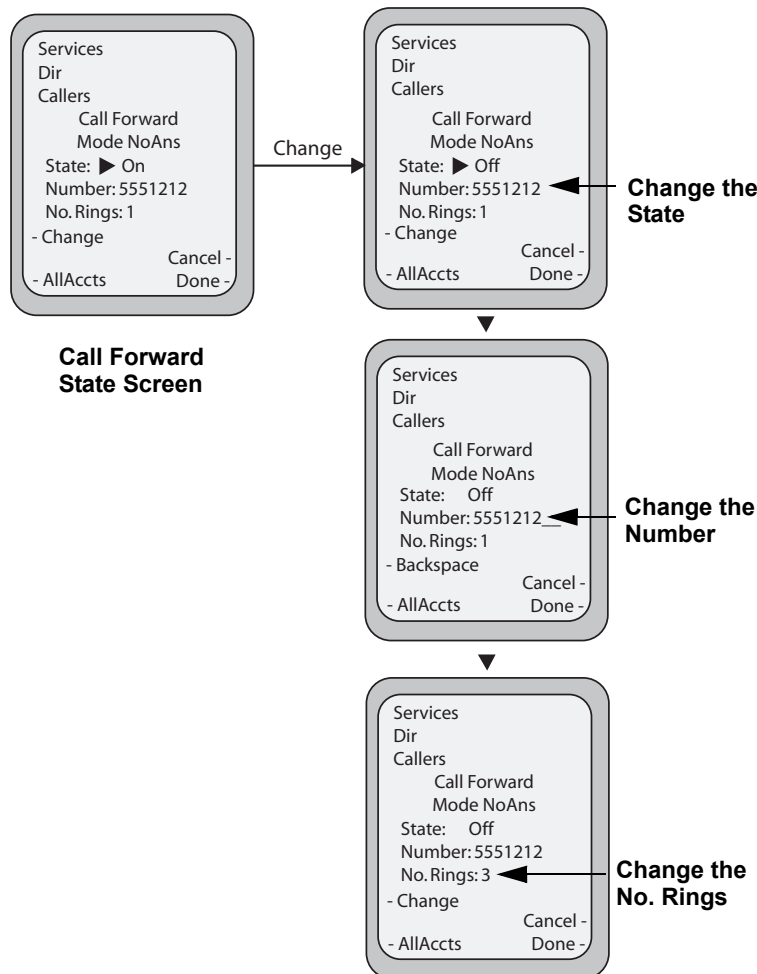 Services
Dir
Callers
Call Forward
Mode NoAns
State: ▶ On
Number: 5551212
No. Rings: 1
- Change
Cancel -
- AllAccts Done -
Call Forward
State Screen
Change
Services
Dir
Callers
Call Forward
Mode NoAns
State: ▶ Off
Number: 5551212
No. Rings: 1
- Change
Cancel -
- AllAccts Done -
Change the
State
Services
Dir
Callers
Call Forward
Mode NoAns
State: Off
Number: 5551212__
No. Rings: 1
- Backspace
Cancel -
- AllAccts Done -
Change the
Number
Services
Dir
Callers
Call Forward
Mode NoAns
State: Off
Number: 5551212
No. Rings: 3
- Change
Cancel -
- AllAccts Done -
Change the
No. Rings